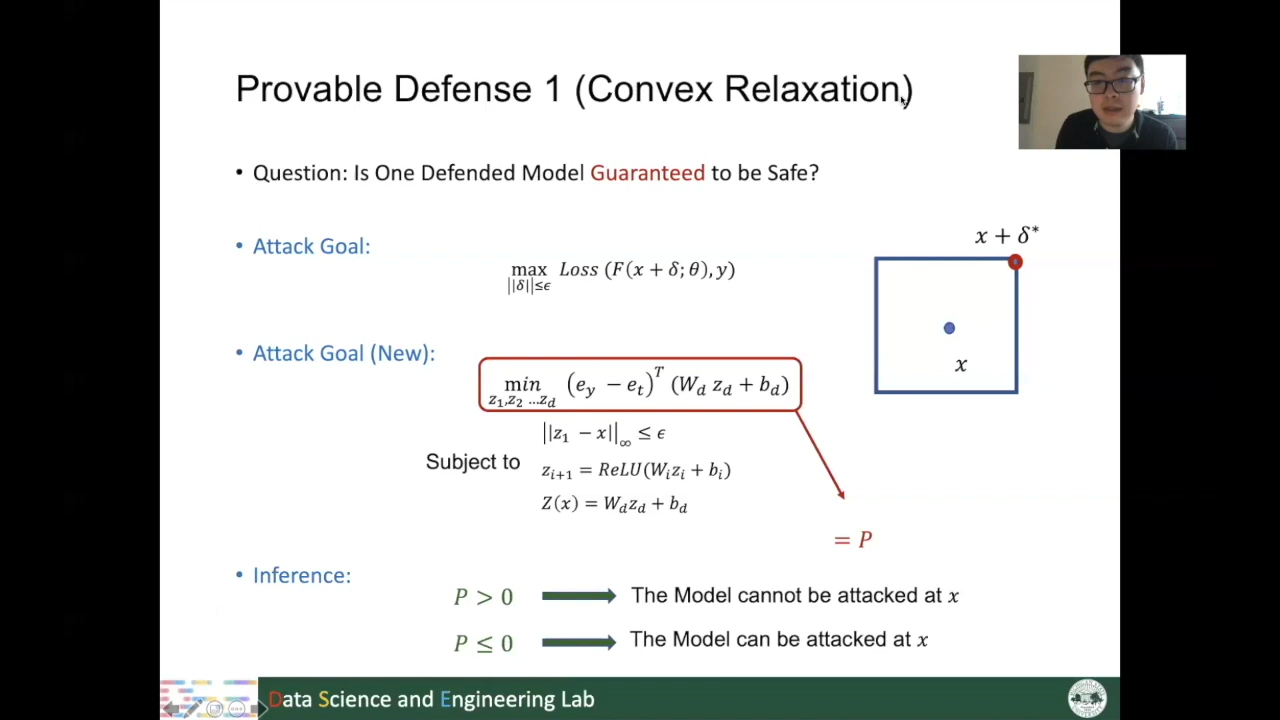 Provable Defense 1 (Convex Relaxation)
• Question: Is One Defended Model Guaranteed to be Safe?
x + δ*
• Attack Goal:
max Loss (F(x + δ; θ), y)
||δ||≤ϵ
x
• Attack Goal (New):
min (e_y − e_t)^T (W_d z_d + b_d)
z_1,z_2 …z_d
||z_1 − x||_∞ ≤ ϵ
Subject to
z_{i+1} = ReLU(W_i z_i + b_i)
Z(x) = W_d z_d + b_d
= P
• Inference:
P > 0 The Model cannot be attacked at x
P ≤ 0 The Model can be attacked at x
Data Science and Engineering Lab